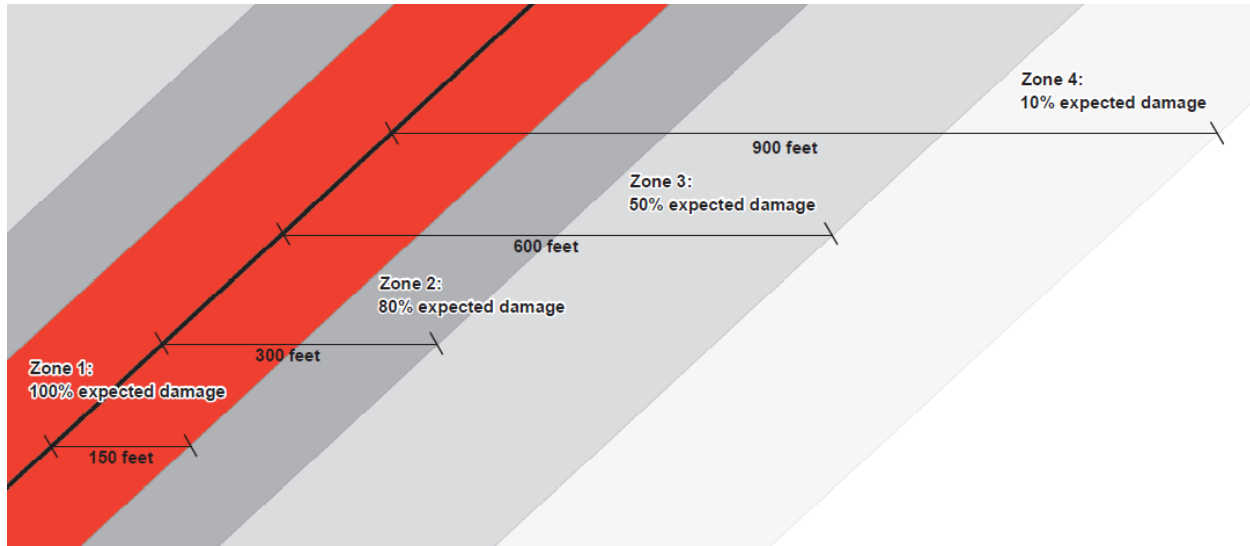 Zone 4:
10% expected damage
900 feet
Zone 3:
50% expected damage
600 feet
Zone 2:
80% expected damage
300 feet
Zone 1:
100% expected damage
150 feet